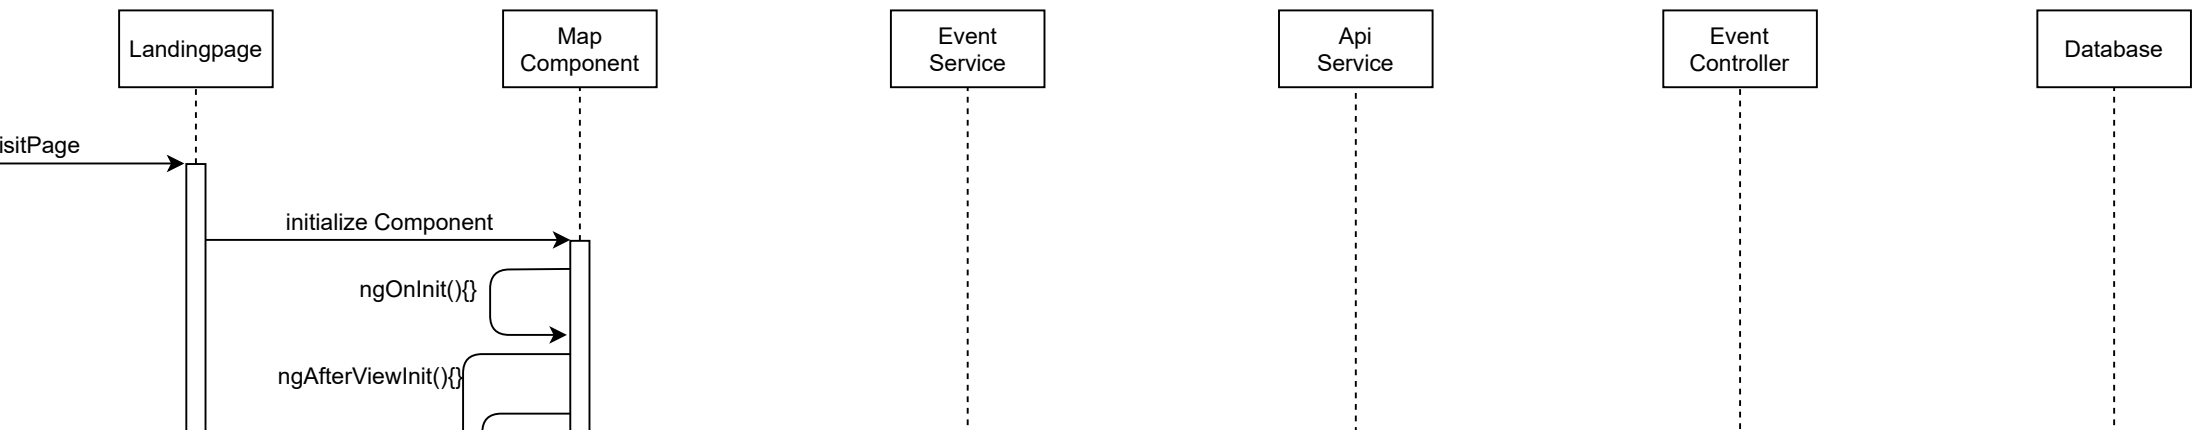 Landingpage
Map
Component
Event
Service
Api
Service
Event
Controller
Database
isitPage
initialize Component
ngOnInit(){}
ngAfterViewInit(){}